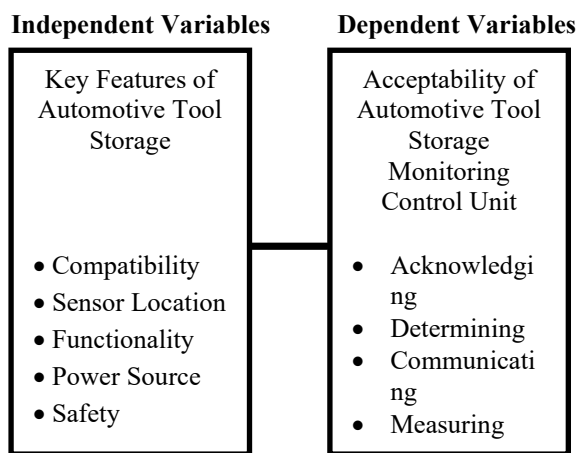 Independent Variables
Key Features of
Automotive Tool
Storage
• Compatibility
• Sensor Location
• Functionality
• Power Source
• Safety
Dependent Variables
Acceptability of
Automotive Tool
Storage
Monitoring
Control Unit
• Acknowledgi
ng
• Determining
• Communicati
ng
• Measuring